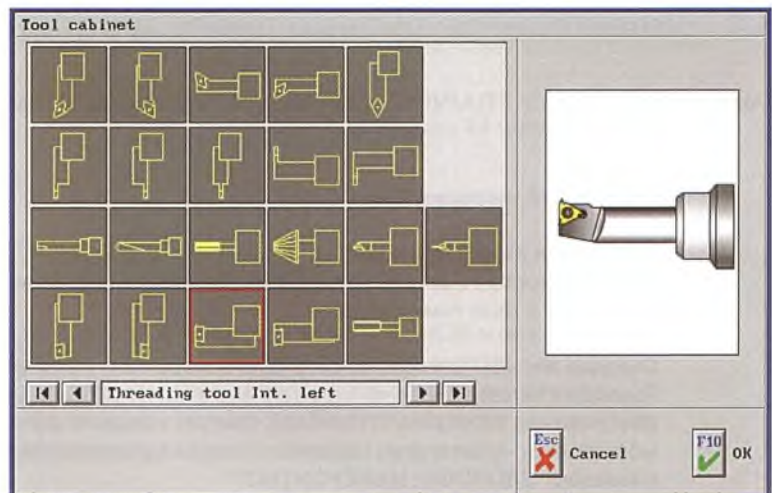 Tool cabinet
Threading tool Int. left
Esc
Cancel
F10
OK